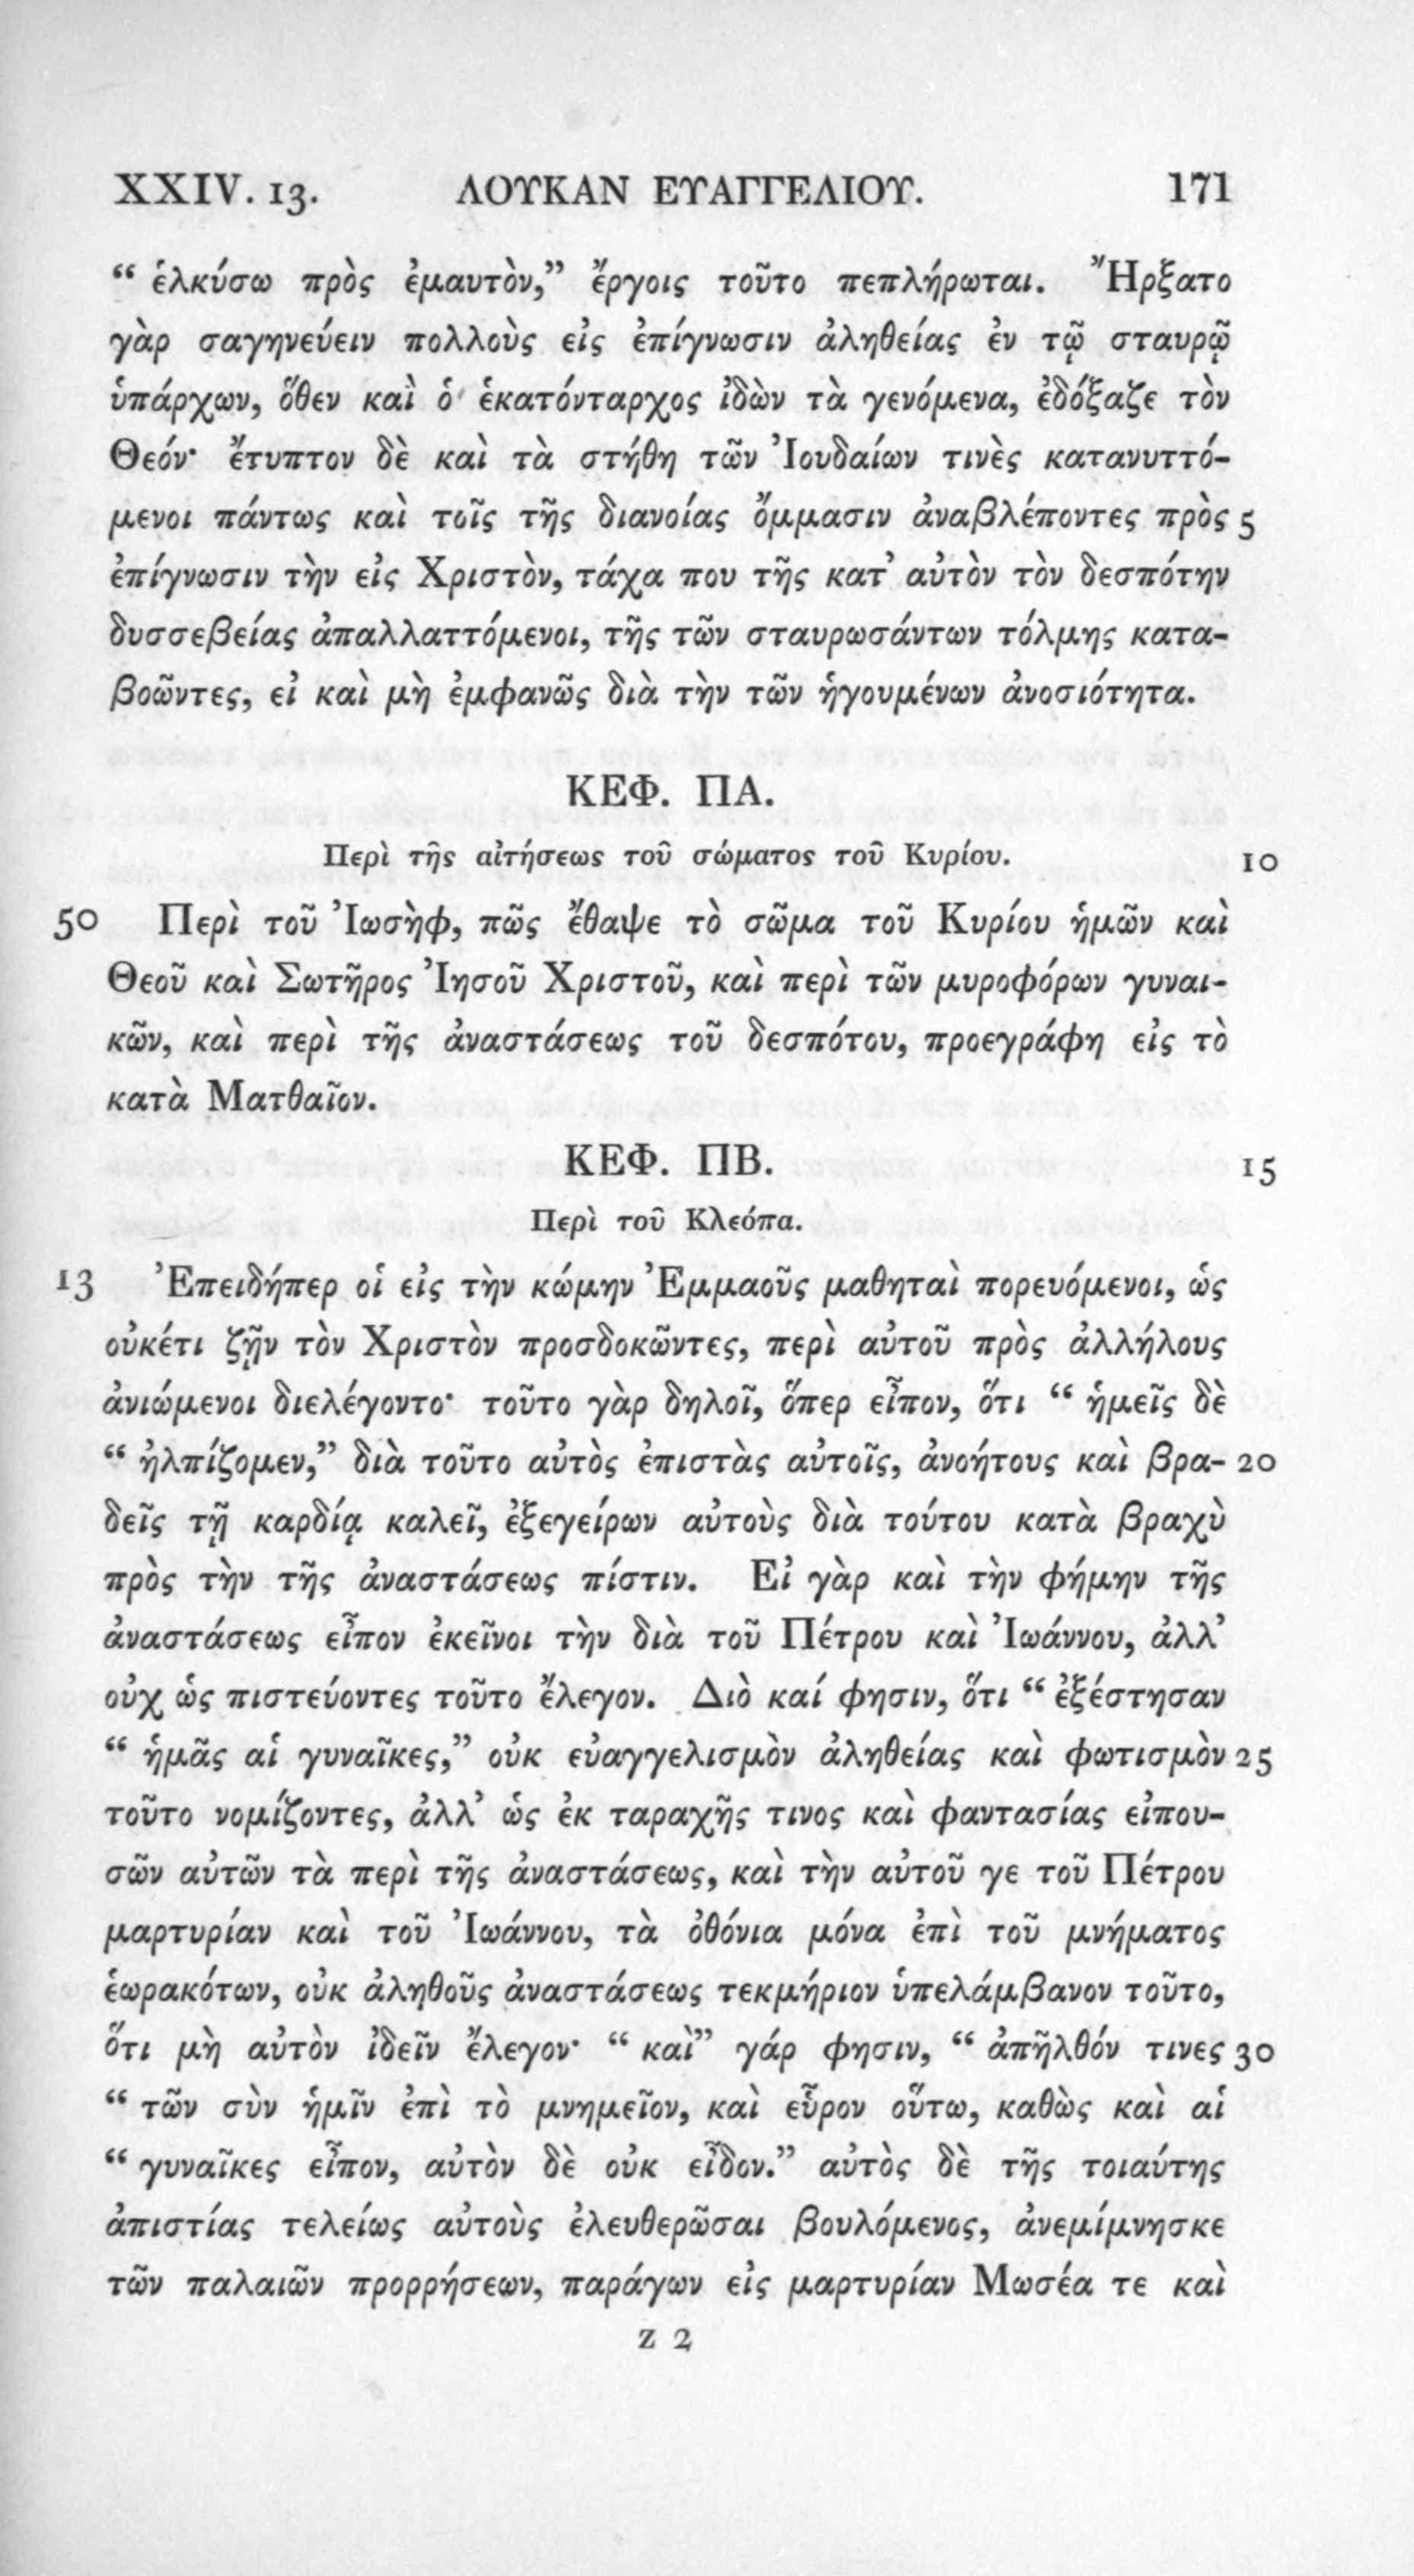 XXIV. 13. ΛΟΥΚΑΝ ΕΥΑΓΓΕΛΙΟΥ. 171
“ ἑλκύσω πρὸς ἐμαυτὸν,” ἔργοις τοῦτο πεπλήρωται. Ἤρξατο
γὰρ σαγηνεύειν πολλοὺς εἰς ἐπίγνωσιν ἀληθείας ἐν τῷ σταυρῷ
ὑπάρχων, ὅθεν καὶ ὁ ἑκατόνταρχος ἰδὼν τὰ γενόμενα, ἐδόξαζε τὸν
Θεόν· ἔτυπτον δὲ καὶ τὰ στήθη τῶν Ἰουδαίων τινὲς κατανυττό-
μενοι πάντως καὶ τοῖς τῆς διανοίας ὄμμασιν ἀναβλέποντες πρὸς 5
ἐπίγνωσιν τὴν εἰς Χριστὸν, τάχα που τῆς κατ’ αὐτὸν τὸν δεσπότην
δυσσεβείας ἀπαλλαττόμενοι, τῆς τῶν σταυρωσάντων τόλμης κατα-
βοῶντες, εἰ καὶ μὴ ἐμφανῶς διὰ τὴν τῶν ἡγουμένων ἀνοσιότητα.
ΚΕΦ. ΠΑ.
Περὶ τῆς αἰτήσεως τοῦ σώματος τοῦ Κυρίου. 10
50 Περὶ τοῦ Ἰωσὴφ, πῶς ἔθαψε τὸ σῶμα τοῦ Κυρίου ἡμῶν καὶ
Θεοῦ καὶ Σωτῆρος Ἰησοῦ Χριστοῦ, καὶ περὶ τῶν μυροφόρων γυναι-
κῶν, καὶ περὶ τῆς ἀναστάσεως τοῦ δεσπότου, προεγράφη εἰς τὸ
κατὰ Ματθαῖον.
ΚΕΦ. ΠΒ. 15
Περὶ τοῦ Κλεόπα.
13 Ἐπειδήπερ οἱ εἰς τὴν κώμην Ἐμμαοῦς μαθηταὶ πορευόμενοι, ὡς
οὐκέτι ζῇν τὸν Χριστὸν προσδοκῶντες, περὶ αὐτοῦ πρὸς ἀλλήλους
ἀνιώμενοι διελέγοντο· τοῦτο γὰρ δηλοῖ, ὅπερ εἶπον, ὅτι “ ἡμεῖς δὲ
“ ἠλπίζομεν,” διὰ τοῦτο αὐτὸς ἐπιστὰς αὐτοῖς, ἀνοήτους καὶ βρα- 20
δεῖς τῇ καρδίᾳ καλεῖ, ἐξεγείρων αὐτοὺς διὰ τούτου κατὰ βραχὺ
πρὸς τὴν τῆς ἀναστάσεως πίστιν. Εἰ γὰρ καὶ τὴν φήμην τῆς
ἀναστάσεως εἶπον ἐκεῖνοι τὴν διὰ τοῦ Πέτρου καὶ Ἰωάννου, ἀλλ’
οὐχ ὡς πιστεύοντες τοῦτο ἔλεγον. Διὸ καί φησιν, ὅτι “ ἐξέστησαν
“ ἡμᾶς αἱ γυναῖκες,” οὐκ εὐαγγελισμὸν ἀληθείας καὶ φωτισμὸν 25
τοῦτο νομίζοντες, ἀλλ’ ὡς ἐκ ταραχῆς τινος καὶ φαντασίας εἰπου-
σῶν αὐτῶν τὰ περὶ τῆς ἀναστάσεως, καὶ τὴν αὐτοῦ γε τοῦ Πέτρου
μαρτυρίαν καὶ τοῦ Ἰωάννου, τὰ ὀθόνια μόνα ἐπὶ τοῦ μνήματος
ἑωρακότων, οὐκ ἀληθοῦς ἀναστάσεως τεκμήριον ὑπελάμβανον τοῦτο,
ὅτι μὴ αὐτὸν ἰδεῖν ἔλεγον· “ καὶ” γάρ φησιν, “ ἀπῆλθόν τινες 30
“ τῶν σὺν ἡμῖν ἐπὶ τὸ μνημεῖον, καὶ εὗρον οὕτω, καθὼς καὶ αἱ
“ γυναῖκες εἶπον, αὐτὸν δὲ οὐκ εἶδον.” αὐτὸς δὲ τῆς τοιαύτης
ἀπιστίας τελείως αὐτοὺς ἐλευθερῶσαι βουλόμενος, ἀνεμίμνησκε
τῶν παλαιῶν προρρήσεων, παράγων εἰς μαρτυρίαν Μωσέα τε καὶ
Z 2